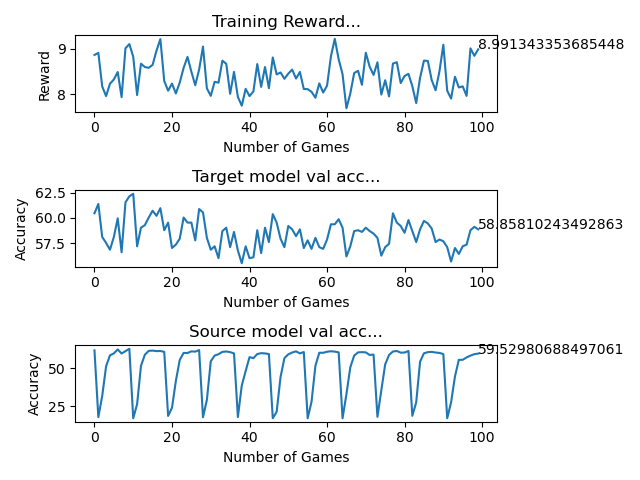 Training Reward...
9
8
Reward
8.991343353685448
0 20 40 60 80 100
Number of Games
Target model val acc...
62.5
60.0
57.5
Accuracy
58.85810243492863
0 20 40 60 80 100
Number of Games
Source model val acc...
50
25
Accuracy
59.52980688497061
0 20 40 60 80 100
Number of Games